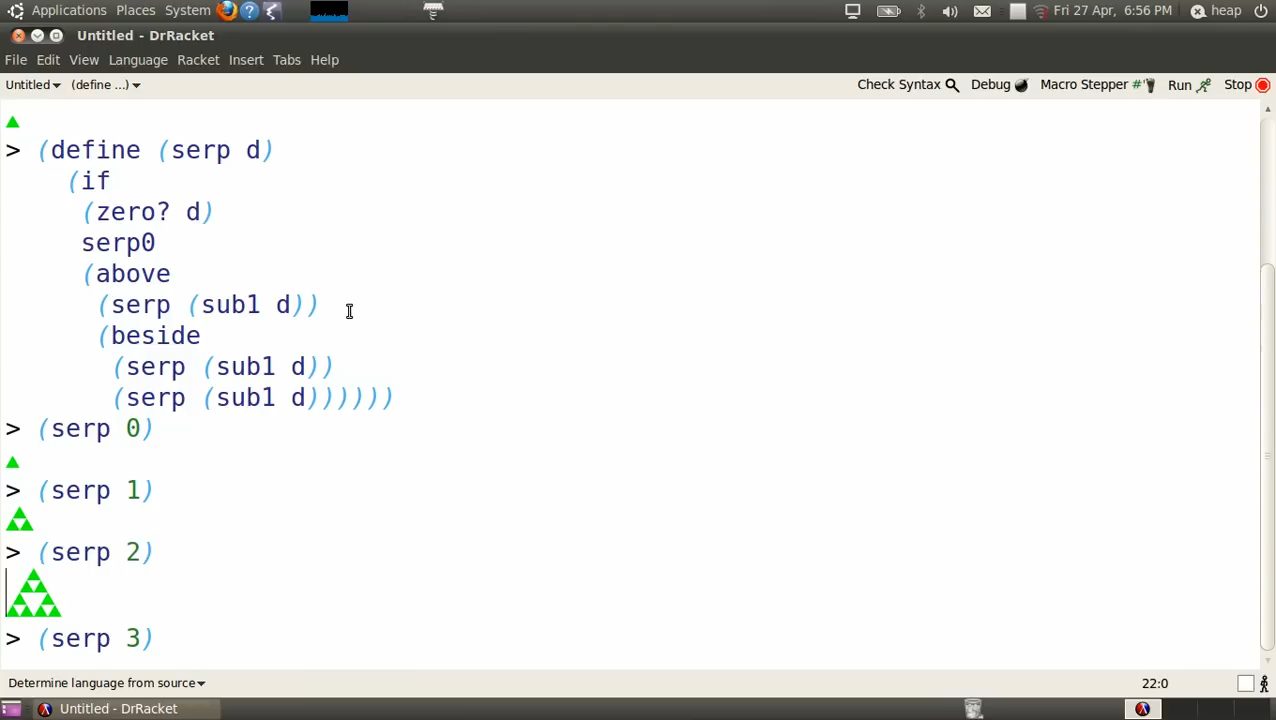 Applications Places System Fri 27 Apr, 6:56 PM heap
Untitled - DrRacket
File Edit View Language Racket Insert Tabs Help
Untitled (define ...) Check Syntax Debug Macro Stepper #' Run Stop
> (define (serp d)
(if
(zero? d)
serp0
(above
(serp (sub1 d))
(beside
(serp (sub1 d))
(serp (sub1 d))))))
> (serp 0)
> (serp 1)
> (serp 2)
> (serp 3)
Determine language from source 22:0
Untitled - DrRacket